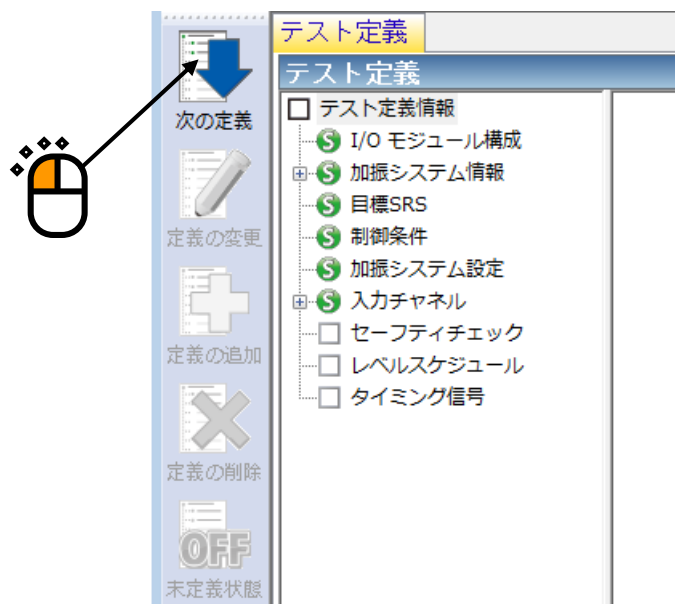 次の定義
定義の変更
定義の追加
定義の削除
OFF
未定義状態
テスト定義
テスト定義
テスト定義情報
S I/O モジュール構成
S 加振システム情報
S 目標SRS
S 制御条件
S 加振システム設定
S 入力チャネル
セーフティチェック
レベルスケジュール
タイミング信号